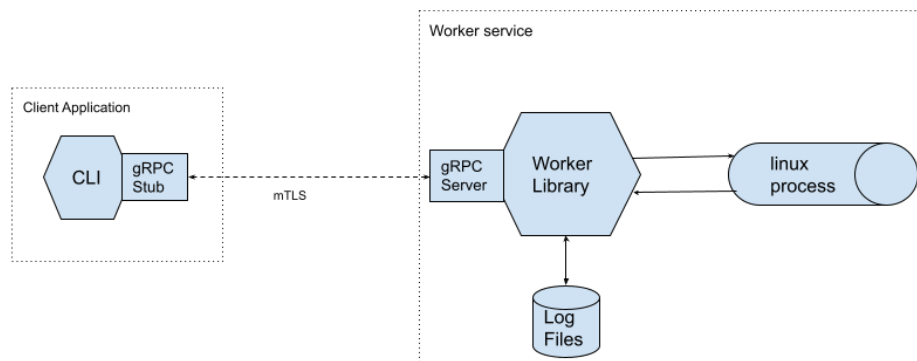 Worker service
Client Application
CLI
gRPC
Stub
mTLS
gRPC
Server
Worker
Library
linux
process
Log
Files